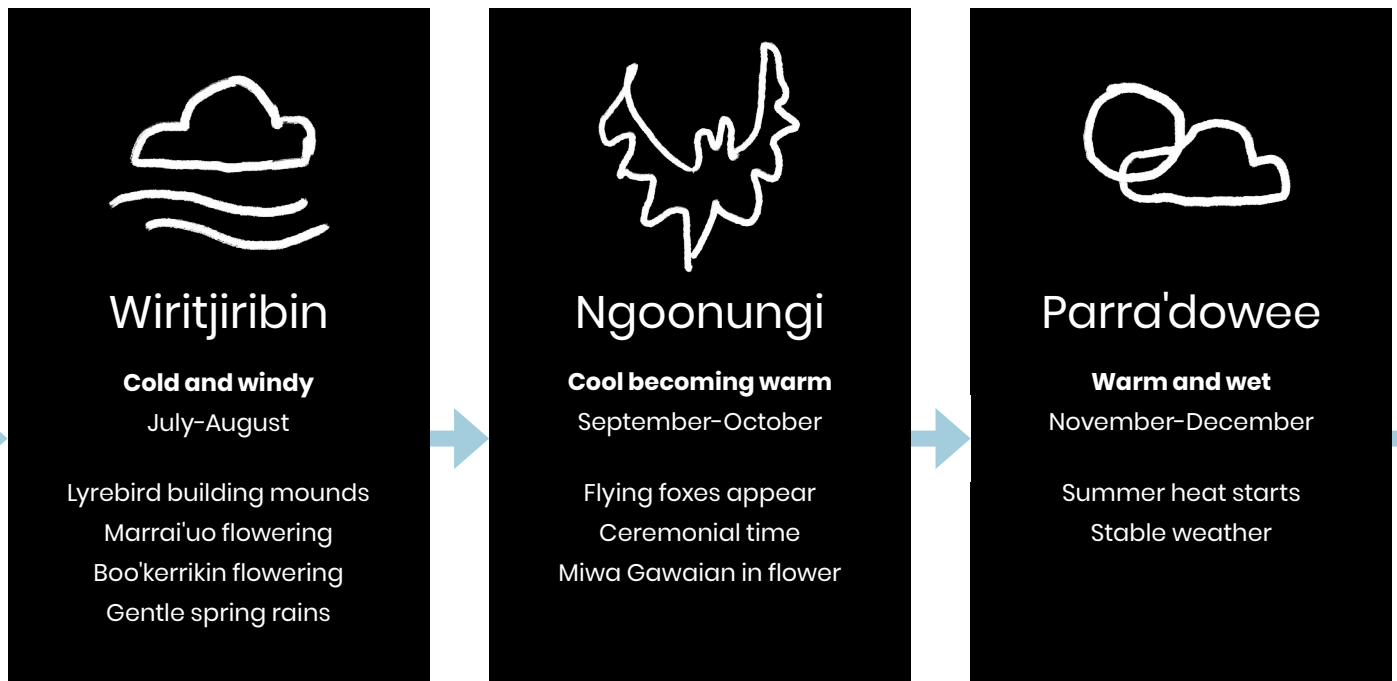 Wiritjiribin
Cold and windy
July-August
Lyrebird building mounds
Marrai'uo flowering
Boo'kerrikin flowering
Gentle spring rains
Ngoonungi
Cool becoming warm
September-October
Flying foxes appear
Ceremonial time
Miwa Gawaian in flower
Parra'dowee
Warm and wet
November-December
Summer heat starts
Stable weather